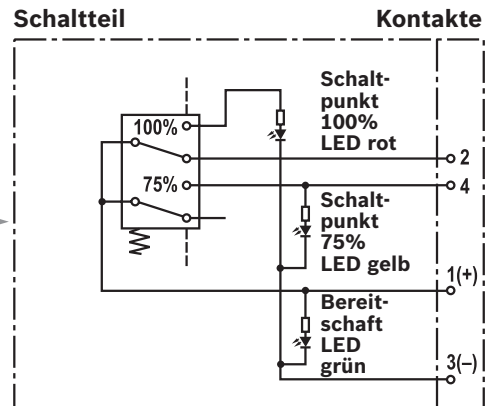 Schaltteil
Kontakte
Schalt-
punkt
100%
LED rot
100%
2
75%
4
Schalt-
punkt
75%
LED gelb
1(+)
Bereit-
schaft
LED
grün
3(–)